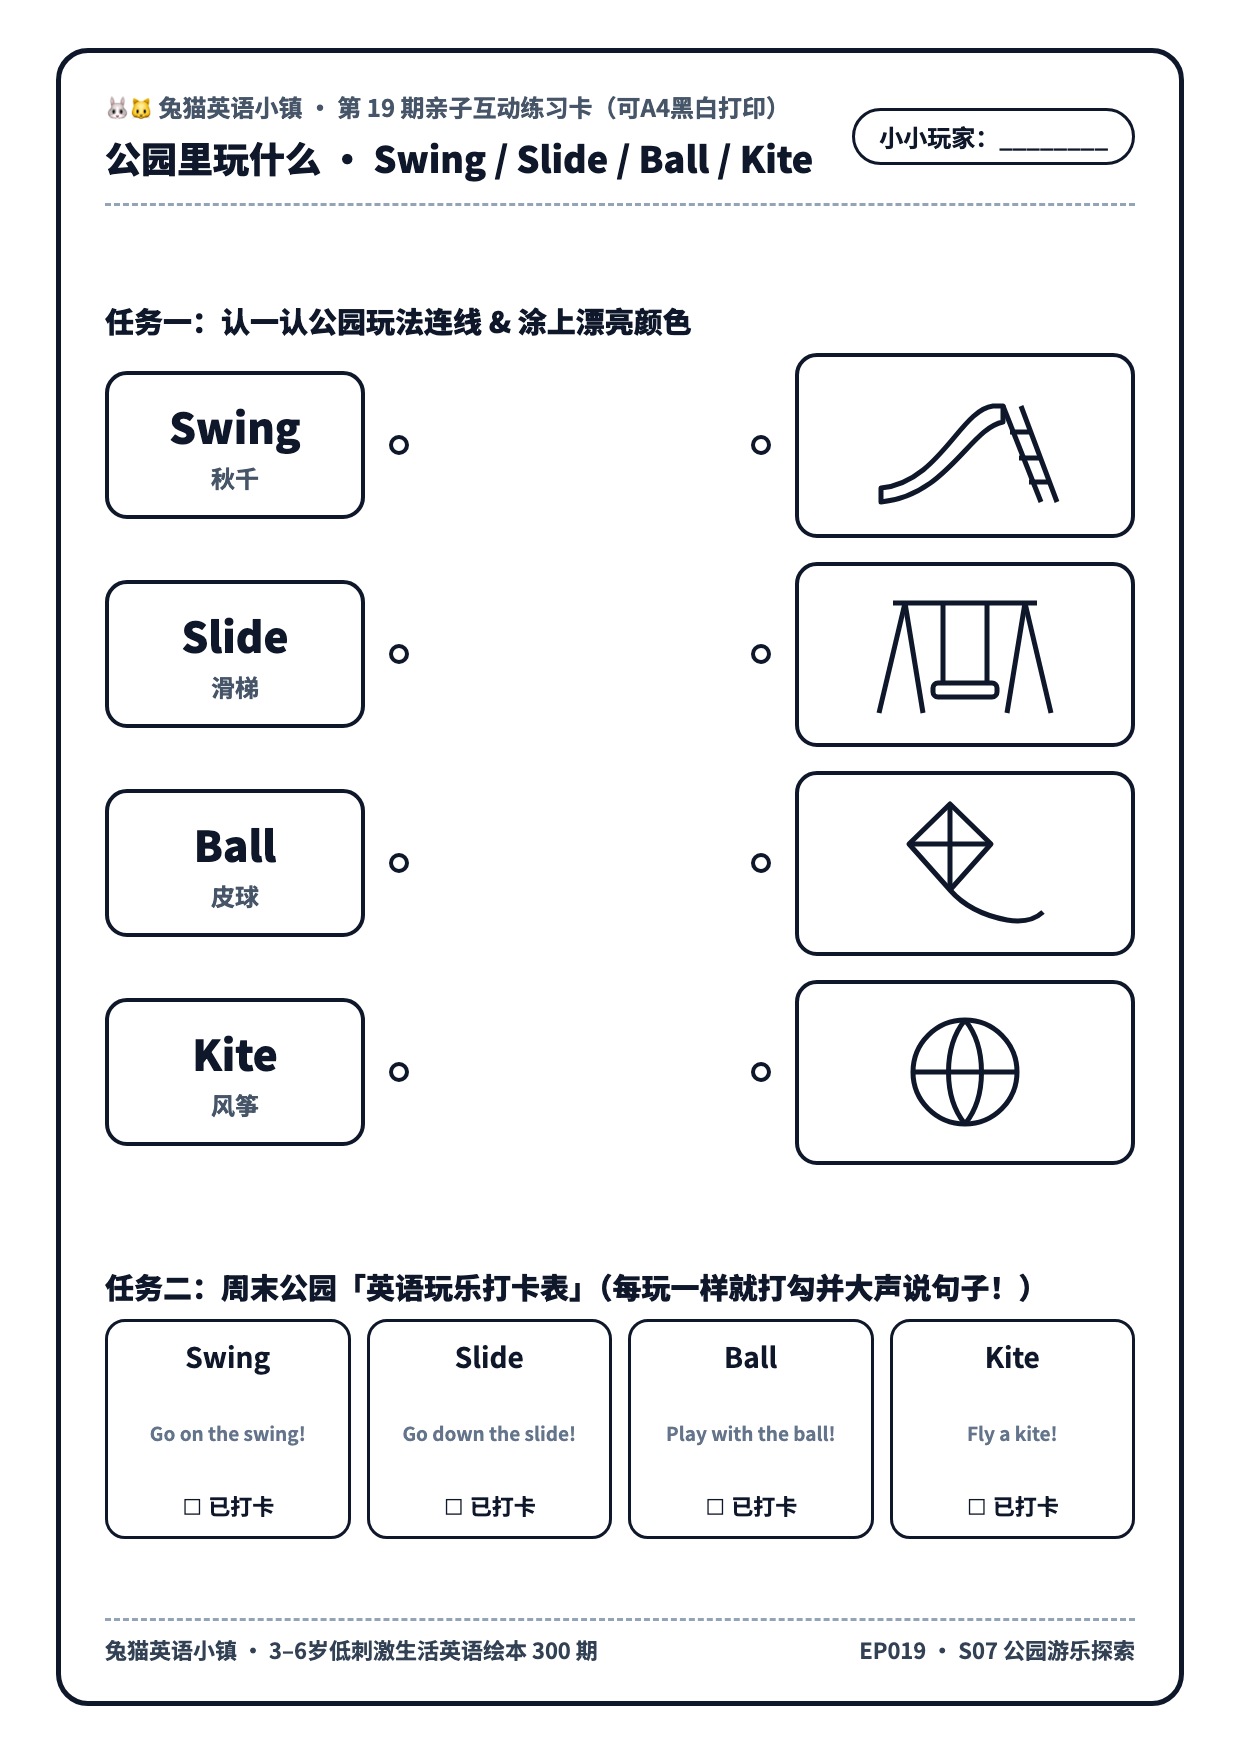 🐰🐱 兔猫英语小镇 · 第 19 期亲子互动练习卡（可A4黑白打印）
公园里玩什么 · Swing / Slide / Ball / Kite
小小玩家：________
任务一：认一认公园玩法连线 & 涂上漂亮颜色
Swing
秋千
Slide
滑梯
Ball
皮球
Kite
风筝
任务二：周末公园「英语玩乐打卡表」（每玩一样就打勾并大声说句子！）
Swing
Go on the swing!
☐ 已打卡
Slide
Go down the slide!
☐ 已打卡
Ball
Play with the ball!
☐ 已打卡
Kite
Fly a kite!
☐ 已打卡
兔猫英语小镇 · 3–6岁低刺激生活英语绘本 300 期
EP019 · S07 公园游乐探索